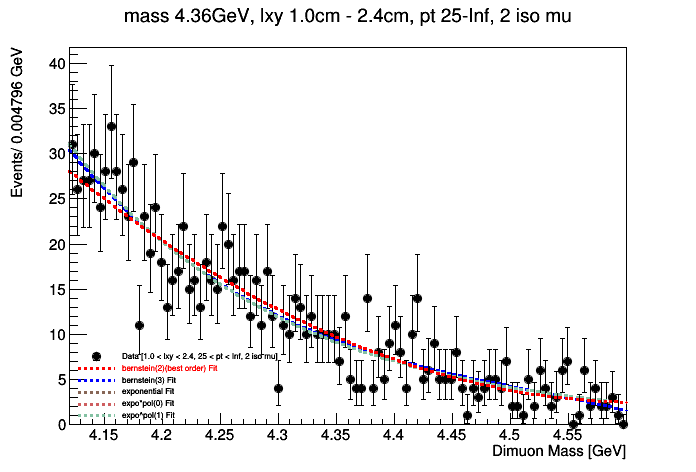 mass 4.36GeV, lxy 1.0cm - 2.4cm, pt 25-Inf, 2 iso mu
Events/ 0.004796 GeV
40
35
30
25
20
15
10
5
0
Data [1.0 < lxy < 2.4, 25 < pt < Inf, 2 iso mu]
bernstein(2)(best order) Fit
bernstein(3) Fit
exponential Fit
expo*pol(0) Fit
expo*pol(1) Fit
4.15 4.2 4.25 4.3 4.35 4.4 4.45 4.5 4.55
Dimuon Mass [GeV]